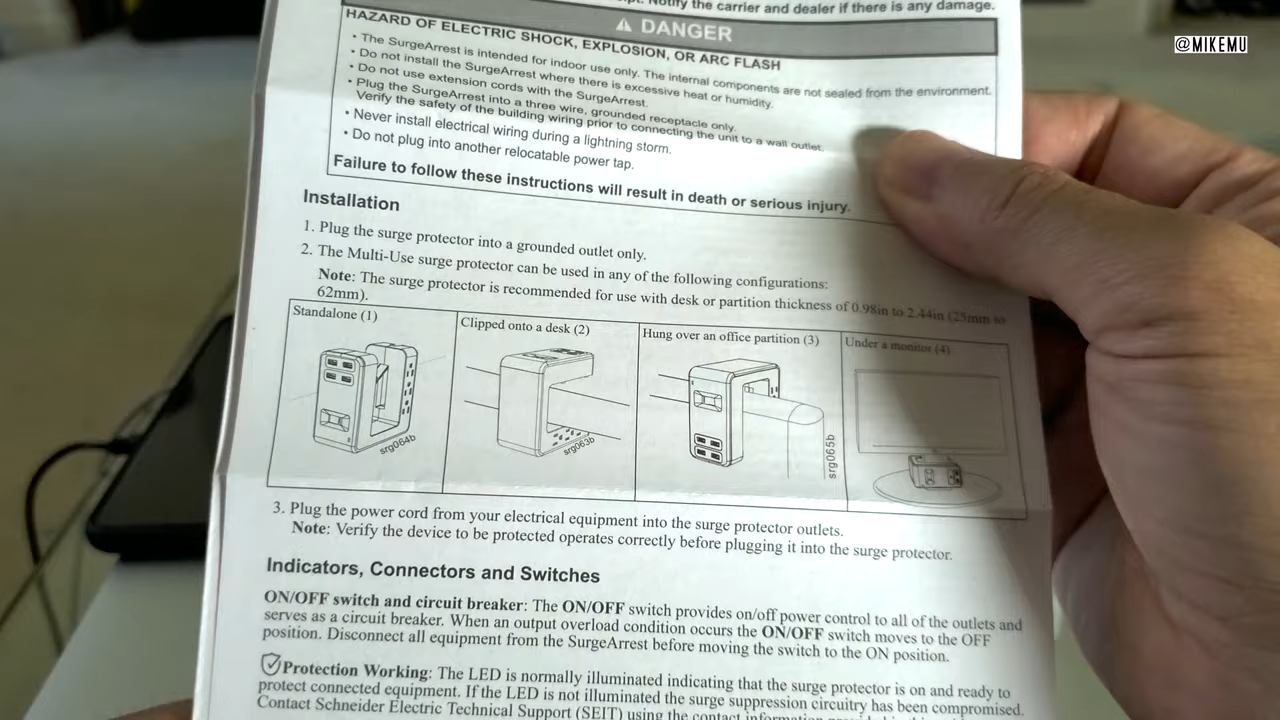 Notify the carrier and dealer if there is any damage.
@MIKEMU
⚠ DANGER
HAZARD OF ELECTRIC SHOCK, EXPLOSION, OR ARC FLASH
• The SurgeArrest is intended for indoor use only. The internal components are not sealed from the environment.
• Do not install the SurgeArrest where there is excessive heat or humidity.
• Do not use extension cords with the SurgeArrest.
• Plug the SurgeArrest into a three wire, grounded receptacle only.
Verify the safety of the building wiring prior to connecting the unit to a wall outlet.
• Never install electrical wiring during a lightning storm.
• Do not plug into another relocatable power tap.
Failure to follow these instructions will result in death or serious injury.
Installation
1. Plug the surge protector into a grounded outlet only.
2. The Multi-Use surge protector can be used in any of the following configurations:
Note: The surge protector is recommended for use with desk or partition thickness of 0.98in to 2.44in (25mm to
62mm).
Standalone (1)
Clipped onto a desk (2)
Hung over an office partition (3)
Under a monitor (4)
srg064b
srg063b
srg065b
3. Plug the power cord from your electrical equipment into the surge protector outlets.
Note: Verify the device to be protected operates correctly before plugging it into the surge protector.
Indicators, Connectors and Switches
ON/OFF switch and circuit breaker: The ON/OFF switch provides on/off power control to all of the outlets and
serves as a circuit breaker. When an output overload condition occurs the ON/OFF switch moves to the OFF
position. Disconnect all equipment from the SurgeArrest before moving the switch to the ON position.
Protection Working: The LED is normally illuminated indicating that the surge protector is on and ready to
protect connected equipment. If the LED is not illuminated the surge suppression circuitry has been compromised.
Contact Schneider Electric Technical Support (SEIT) using the contact information